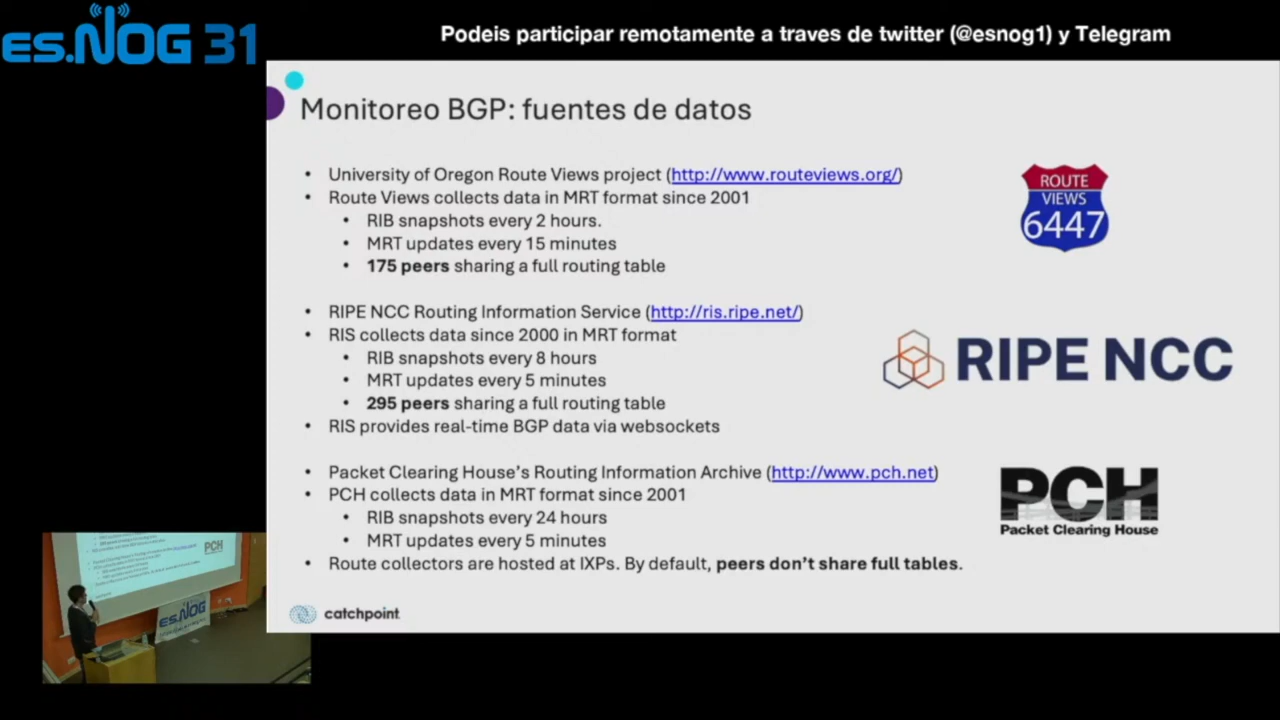 es.NOG 31
Podeis participar remotamente a traves de twitter (@esnog1) y Telegram
Monitoreo BGP: fuentes de datos
• University of Oregon Route Views project (http://www.routeviews.org/)
• Route Views collects data in MRT format since 2001
• RIB snapshots every 2 hours.
• MRT updates every 15 minutes
• 175 peers sharing a full routing table
ROUTE
VIEWS
6447
• RIPE NCC Routing Information Service (http://ris.ripe.net/)
• RIS collects data since 2000 in MRT format
• RIB snapshots every 8 hours
• MRT updates every 5 minutes
• 295 peers sharing a full routing table
• RIS provides real-time BGP data via websockets
RIPE NCC
• Packet Clearing House’s Routing Information Archive (http://www.pch.net)
• PCH collects data in MRT format since 2001
• RIB snapshots every 24 hours
• MRT updates every 5 minutes
• Route collectors are hosted at IXPs. By default, peers don’t share full tables.
PCH
Packet Clearing House
catchpoint
PCH
es.NOG